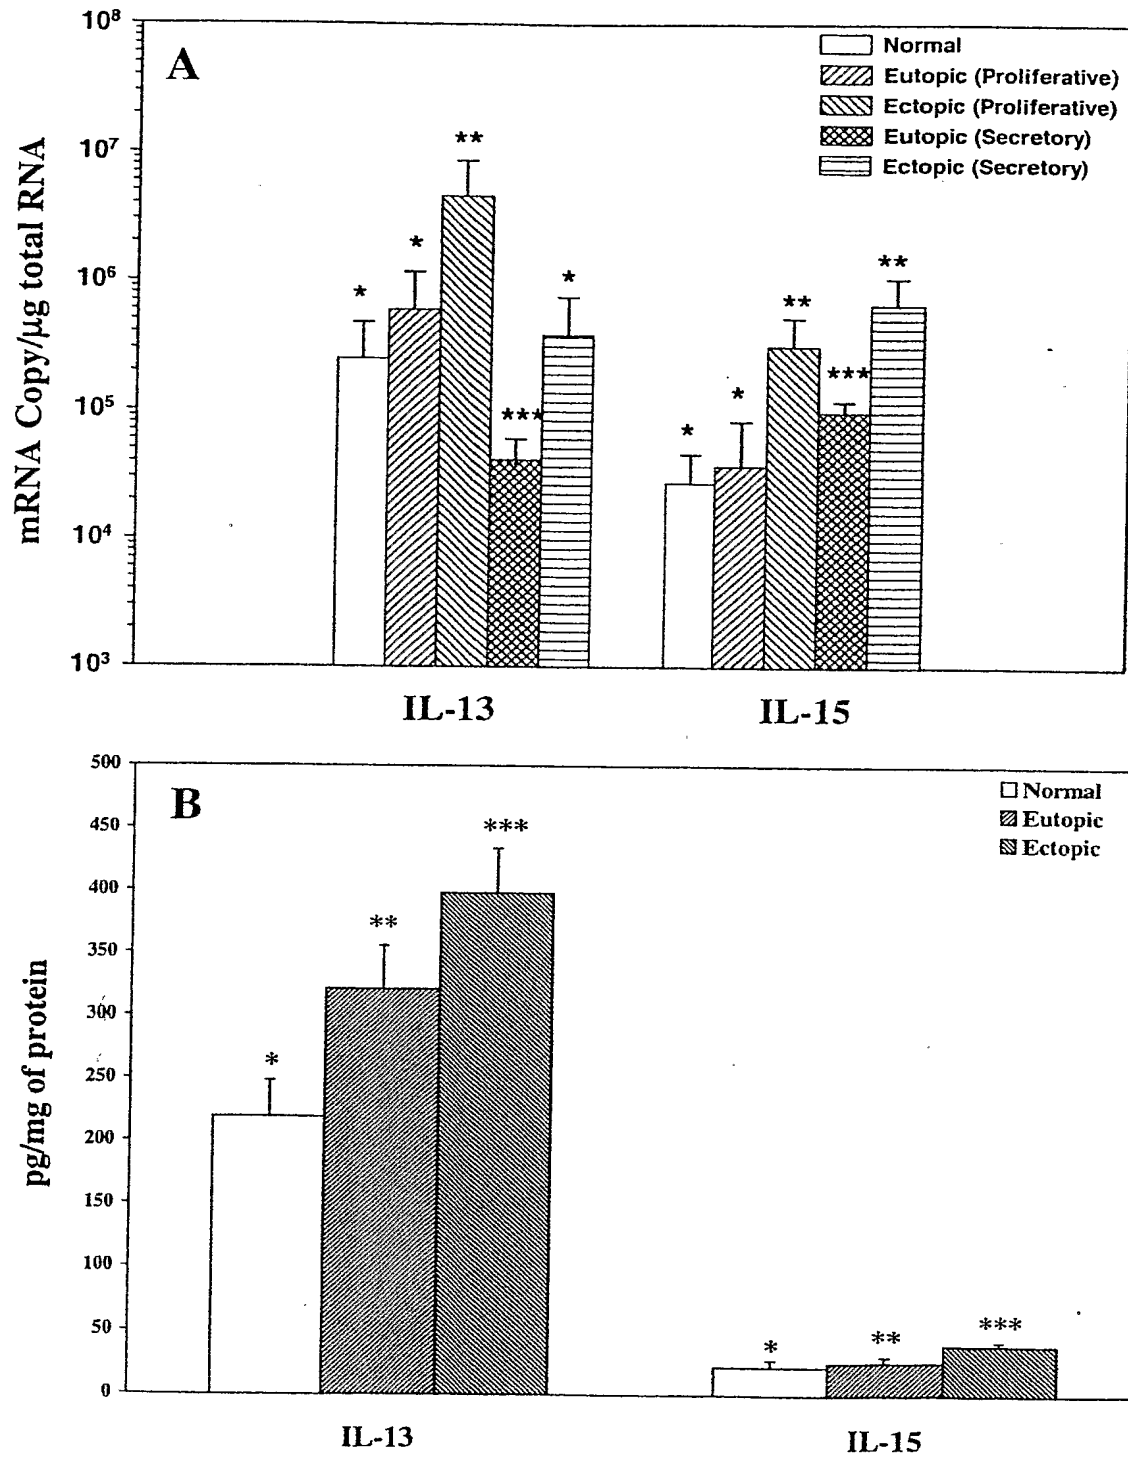 A
mRNA Copy/µg total RNA
10⁸
10⁷
10⁶
10⁵
10⁴
10³
Normal
Eutopic (Proliferative)
Ectopic (Proliferative)
Eutopic (Secretory)
Ectopic (Secretory)
* * ** *** *
* * ** *** **
IL-13 IL-15
B
pg/mg of protein
500
450
400
350
300
250
200
150
100
50
0
Normal
Eutopic
Ectopic
* ** ***
* ** ***
IL-13 IL-15